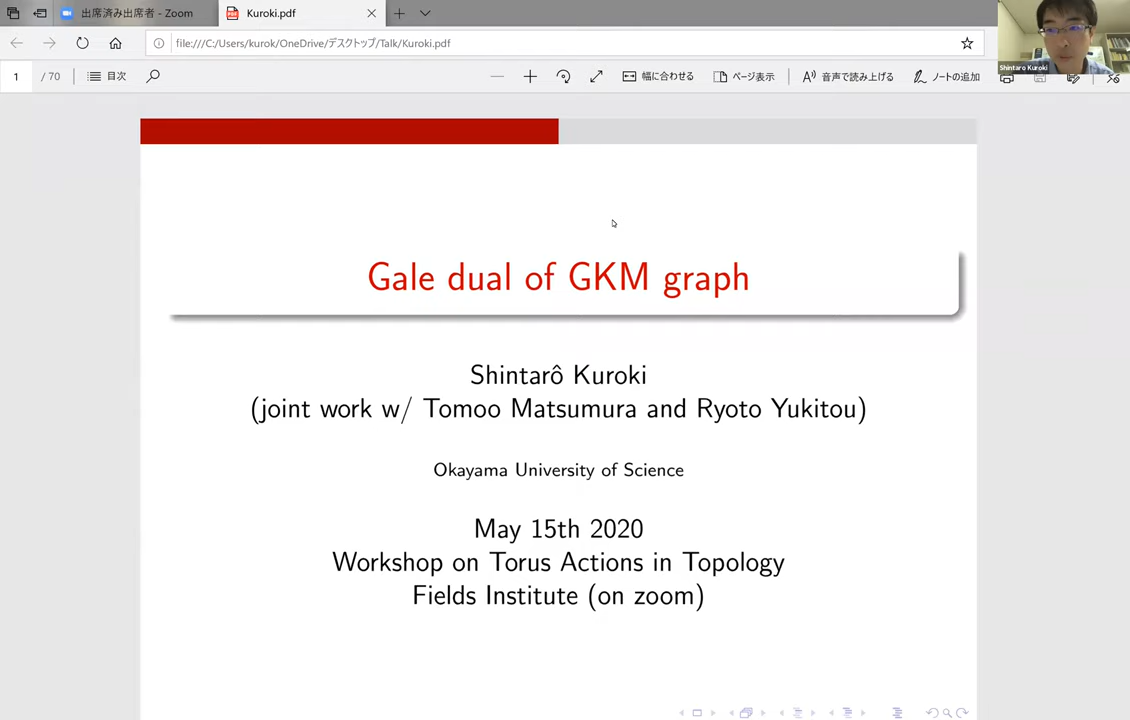 出席済み出席者 - Zoom
Kuroki.pdf
file:///C:/Users/kurok/OneDrive/デスクトップ/Talk/Kuroki.pdf
Shintaro Kuroki
1 / 70
目次
幅に合わせる
ページ表示
音声で読み上げる
ノートの追加
Gale dual of GKM graph
Shintarô Kuroki
(joint work w/ Tomoo Matsumura and Ryoto Yukitou)
Okayama University of Science
May 15th 2020
Workshop on Torus Actions in Topology
Fields Institute (on zoom)